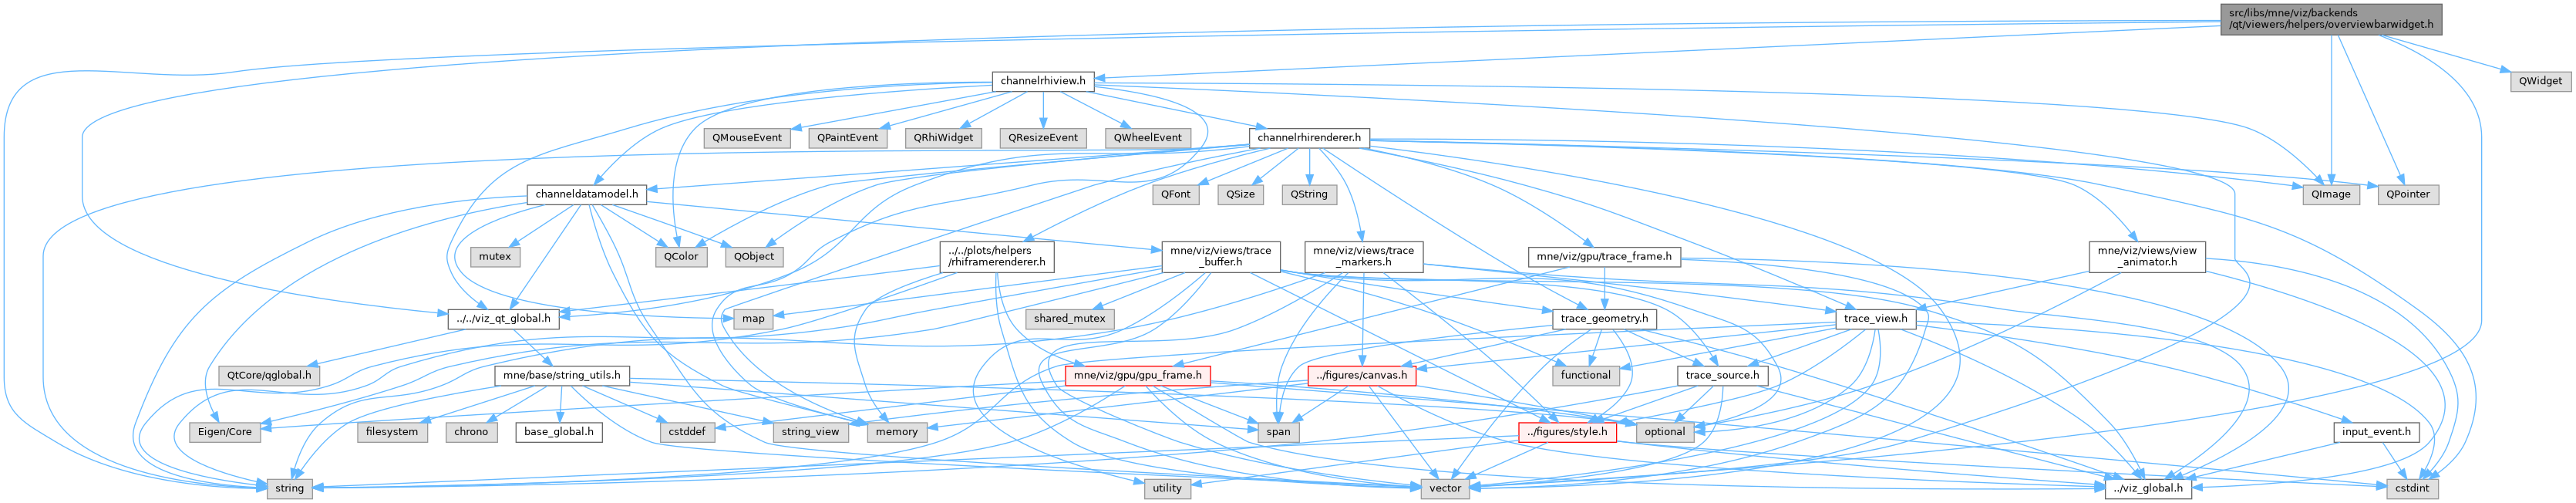 src/libs/mne/viz/backends
/qt/viewers/helpers/overviewbarwidget.h
channelrhiview.h
QWidget
QMouseEvent
QPaintEvent
QRhiWidget
QResizeEvent
QWheelEvent
channelrhirenderer.h
channeldatamodel.h
QFont
QSize
QString
QImage
QPointer
mutex
QColor
QObject
../../plots/helpers
/rhiframerenderer.h
mne/viz/views/trace
_buffer.h
mne/viz/views/trace
_markers.h
mne/viz/gpu/trace_frame.h
mne/viz/views/view
_animator.h
../../viz_qt_global.h
map
shared_mutex
trace_geometry.h
trace_view.h
QtCore/qglobal.h
mne/base/string_utils.h
mne/viz/gpu/gpu_frame.h
../figures/canvas.h
functional
trace_source.h
Eigen/Core
filesystem
chrono
base_global.h
cstddef
string_view
memory
span
../figures/style.h
optional
input_event.h
string
utility
vector
../viz_global.h
cstdint